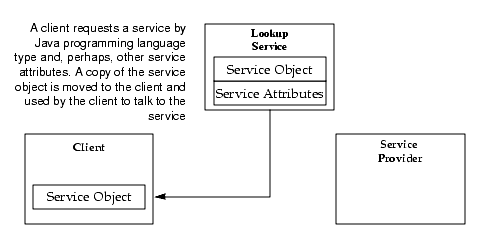 A client requests a service by
Java programming language
type and, perhaps, other service
attributes. A copy of the service
object is moved to the client and
used by the client to talk to the
service
Lookup
Service
Service Object
Service Attributes
Client
Service Object
Service
Provider